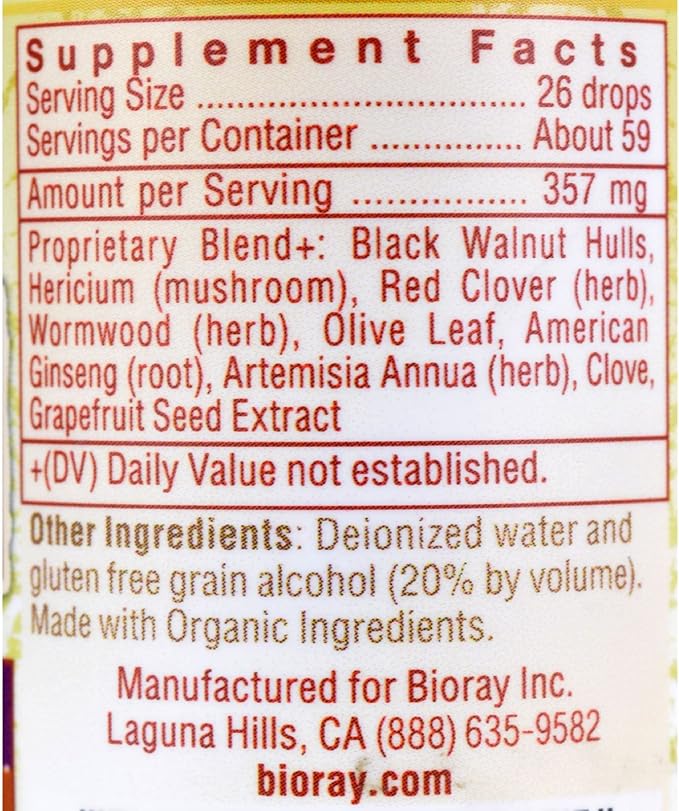 Supplement Facts
Serving Size ................................ 26 drops
Servings per Container ............... About 59
Amount per Serving ................ 357 mg
Proprietary Blend+: Black Walnut Hulls,
Hericium (mushroom), Red Clover (herb),
Wormwood (herb), Olive Leaf, American
Ginseng (root), Artemisia Annua (herb), Clove,
Grapefruit Seed Extract
+(DV) Daily Value not established.
Other Ingredients: Deionized water and
gluten free grain alcohol (20% by volume).
Made with Organic Ingredients.
Manufactured for Bioray Inc.
Laguna Hills, CA (888) 635-9582
bioray.com